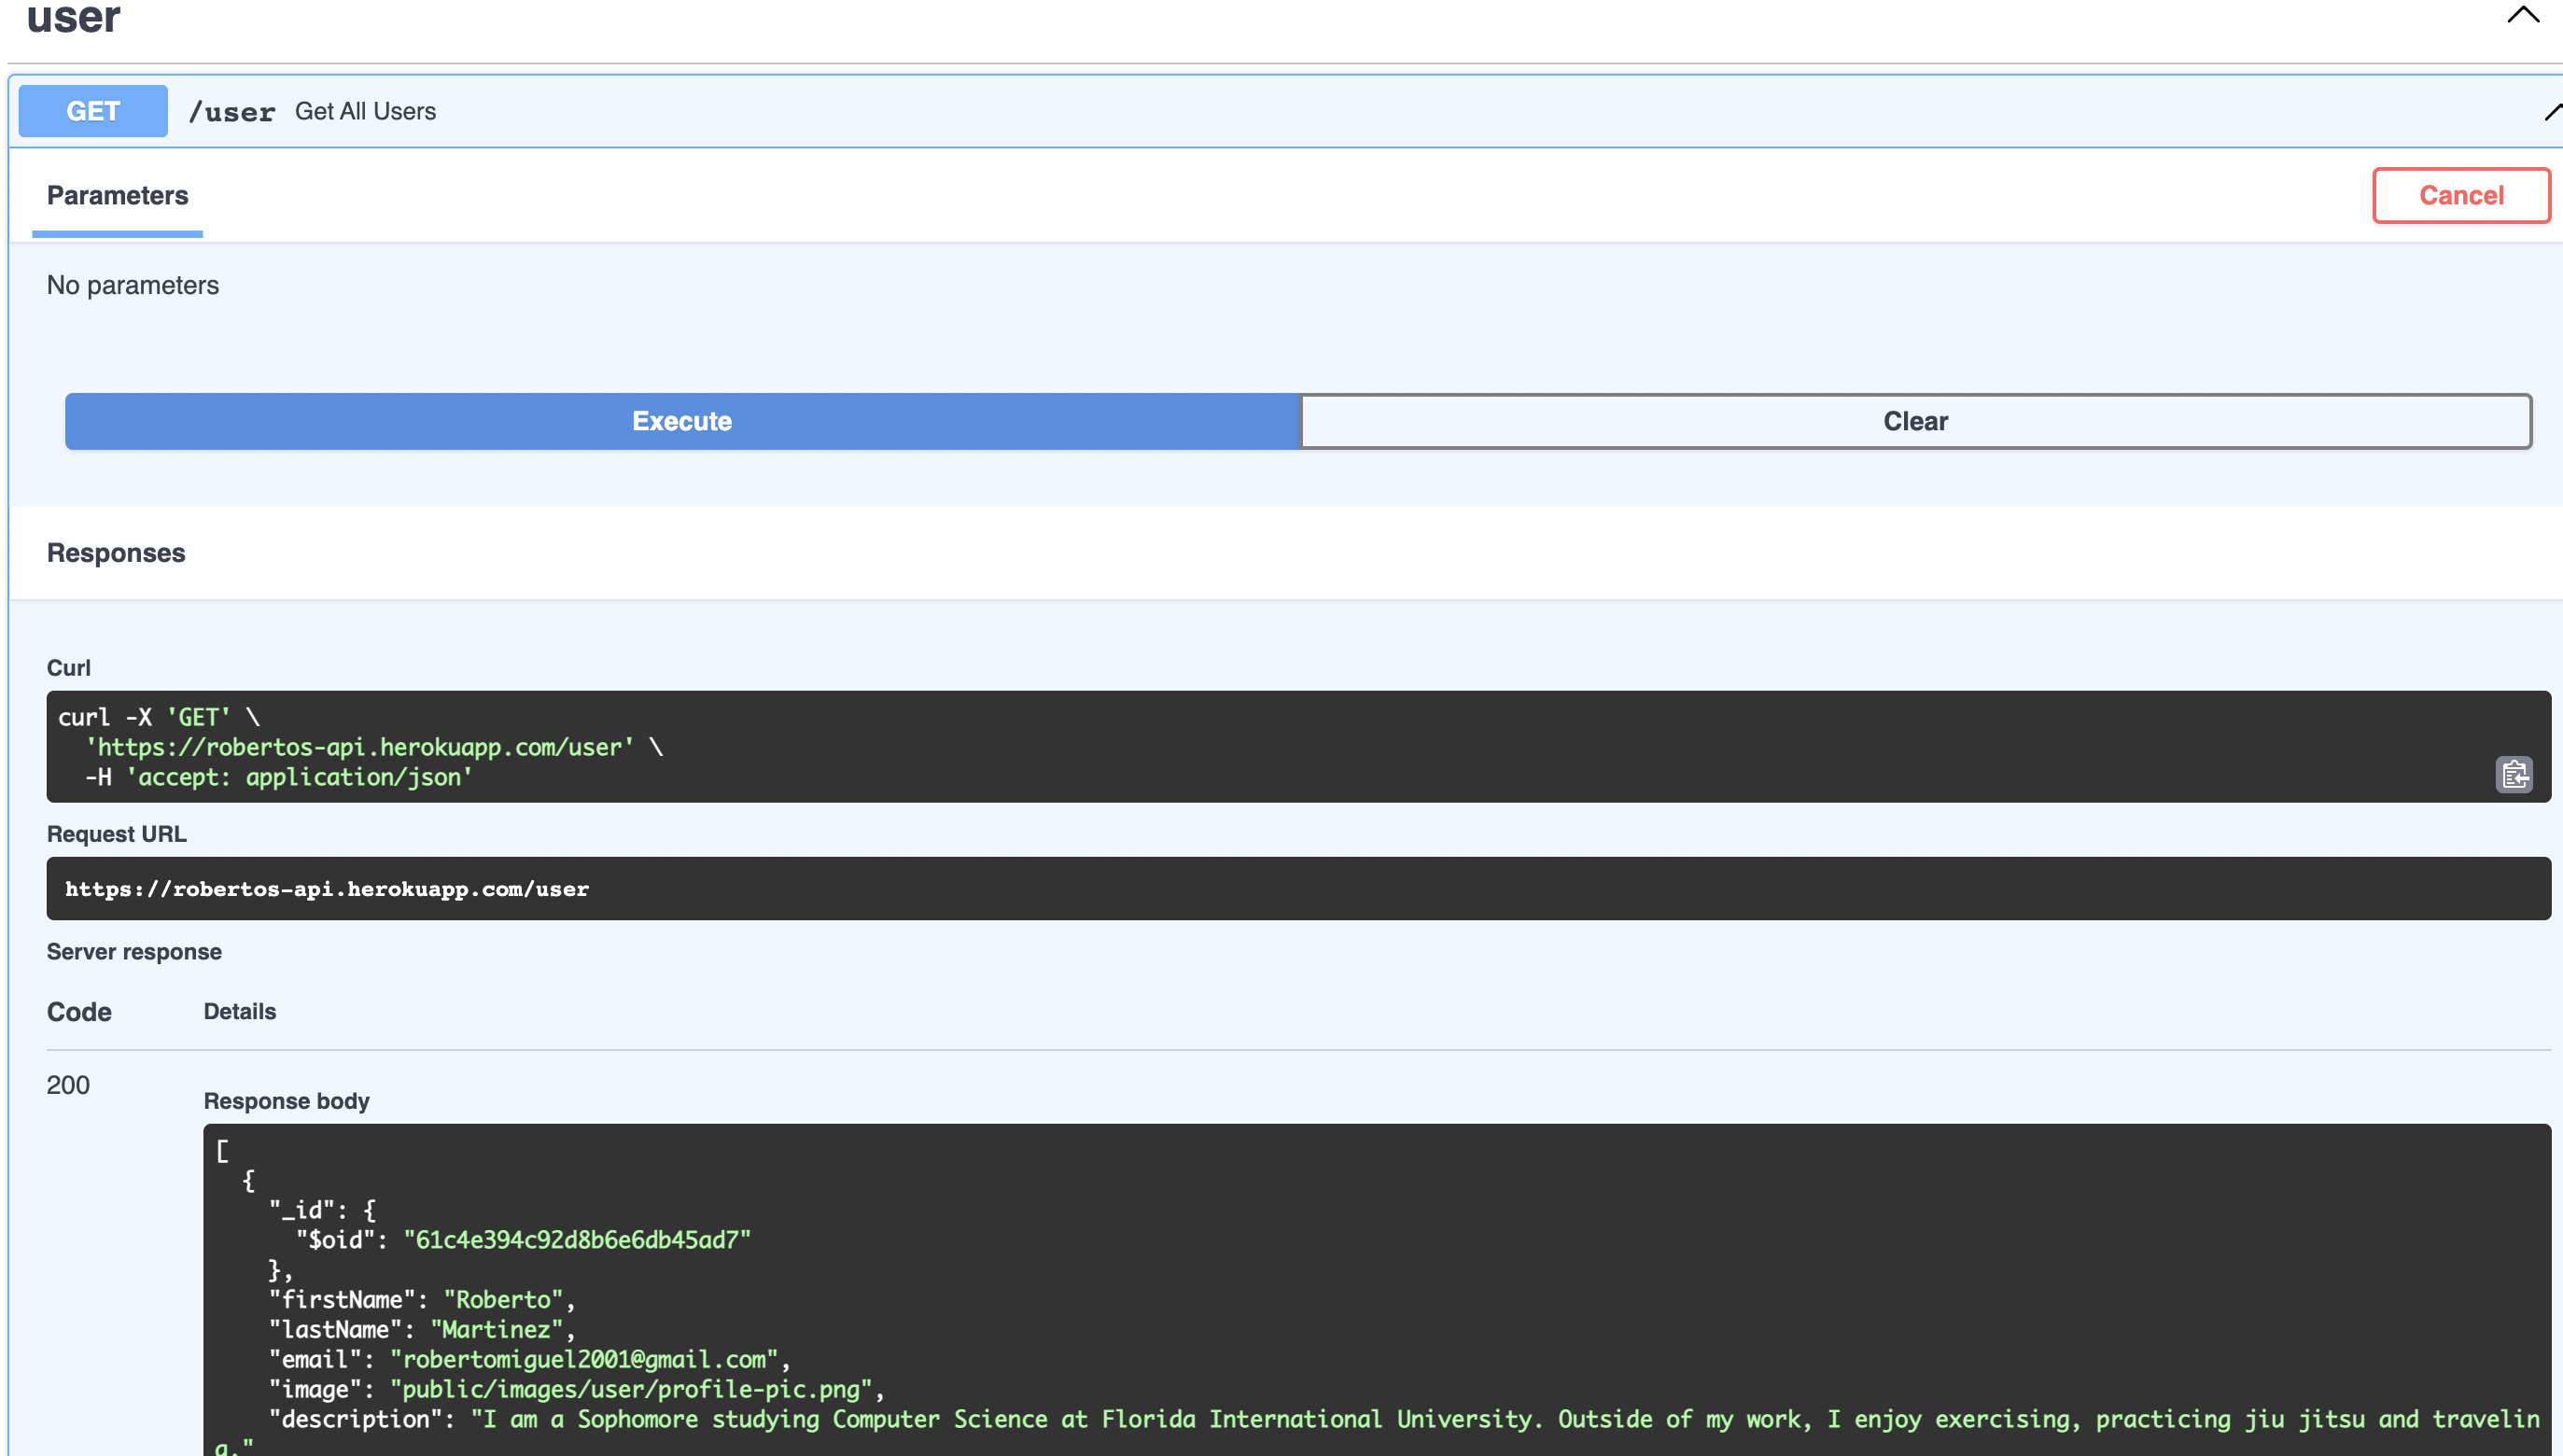 user
GET /user Get All Users
Parameters
Cancel
No parameters
Execute
Clear
Responses
Curl
curl -X 'GET' \
'https://robertos-api.herokuapp.com/user' \
-H 'accept: application/json'
Request URL
https://robertos-api.herokuapp.com/user
Server response
Code Details
200
Response body
[
{
"_id": {
"$oid": "61c4e394c92d8b6e6db45ad7"
},
"firstName": "Roberto",
"lastName": "Martinez",
"email": "robertomiguel2001@gmail.com",
"image": "public/images/user/profile-pic.png",
"description": "I am a Sophomore studying Computer Science at Florida International University. Outside of my work, I enjoy exercising, practicing jiu jitsu and travelin
g."